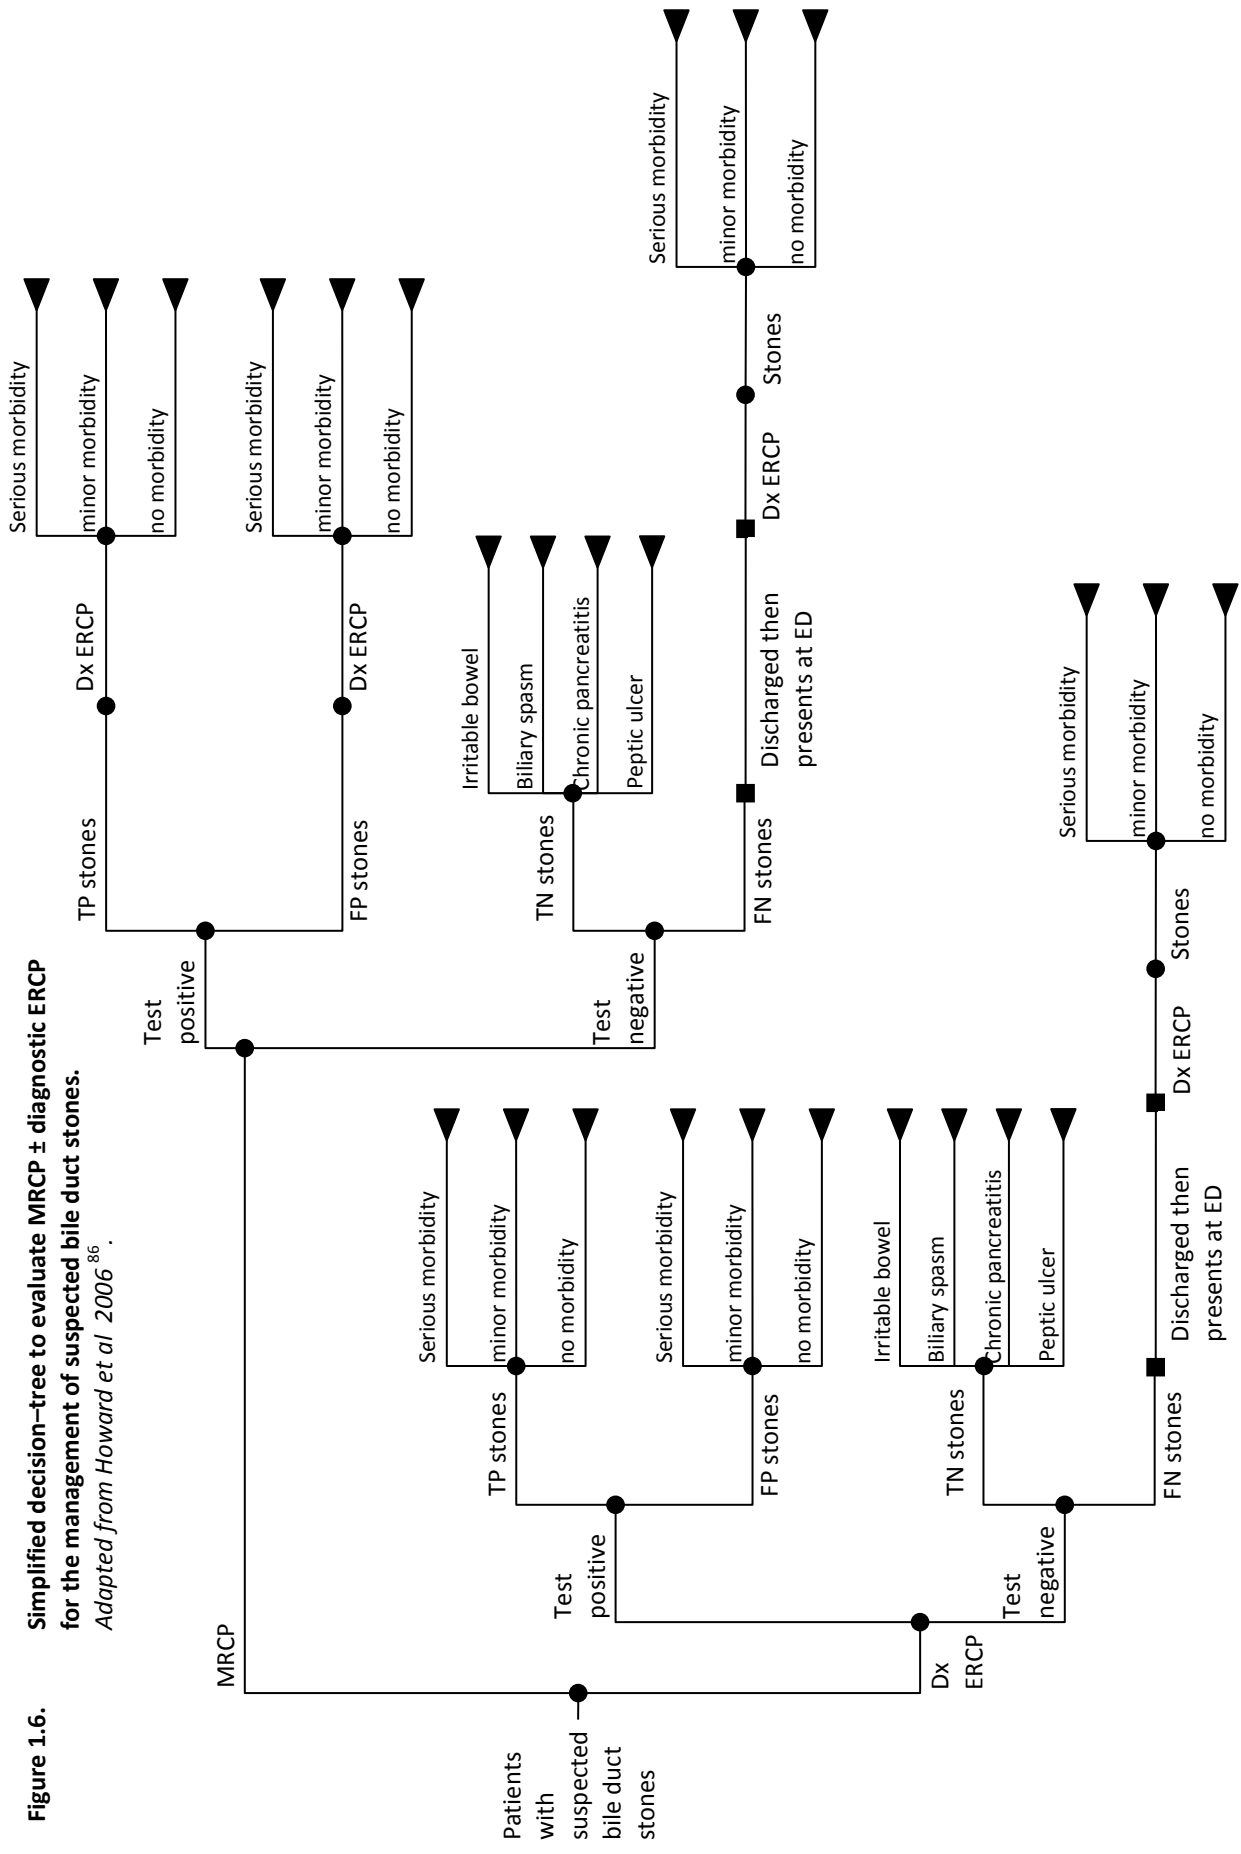 Figure 1.6. Simplified decision–tree to evaluate MRCP ± diagnostic ERCP
for the management of suspected bile duct stones.
Adapted from Howard et al 2006 86 .
Patients
with
suspected
bile duct
stones
MRCP
Test
positive
TP stones
Dx ERCP
Serious morbidity
minor morbidity
no morbidity
FP stones
Dx ERCP
Serious morbidity
minor morbidity
no morbidity
Test
negative
TN stones
Irritable bowel
Biliary spasm
Chronic pancreatitis
Peptic ulcer
FN stones
Discharged then
presents at ED
Dx ERCP
Stones
Serious morbidity
minor morbidity
no morbidity
Dx
ERCP
Test
positive
TP stones
Serious morbidity
minor morbidity
no morbidity
FP stones
Serious morbidity
minor morbidity
no morbidity
Test
negative
TN stones
Irritable bowel
Biliary spasm
Chronic pancreatitis
Peptic ulcer
FN stones
Discharged then
presents at ED
Dx ERCP
Stones
Serious morbidity
minor morbidity
no morbidity